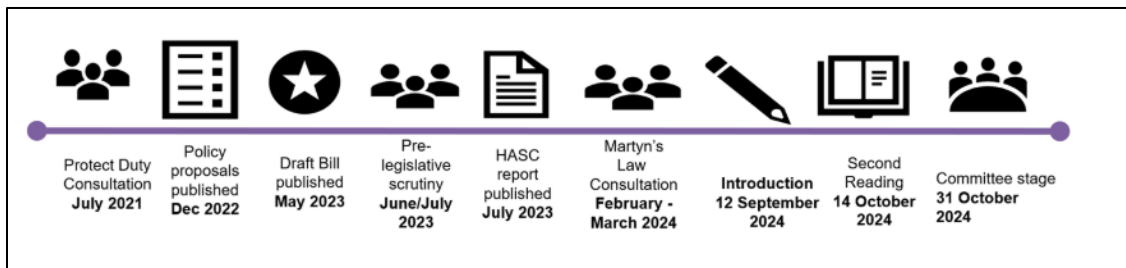 Protect Duty
Consultation
July 2021
Policy
proposals
published
Dec 2022
Draft Bill
published
May 2023
Pre-
legislative
scrutiny
June/July
2023
HASC
report
published
July 2023
Martyn's
Law
Consultation
February -
March 2024
Introduction
12 September
2024
Second
Reading
14 October
2024
Committee stage
31 October
2024